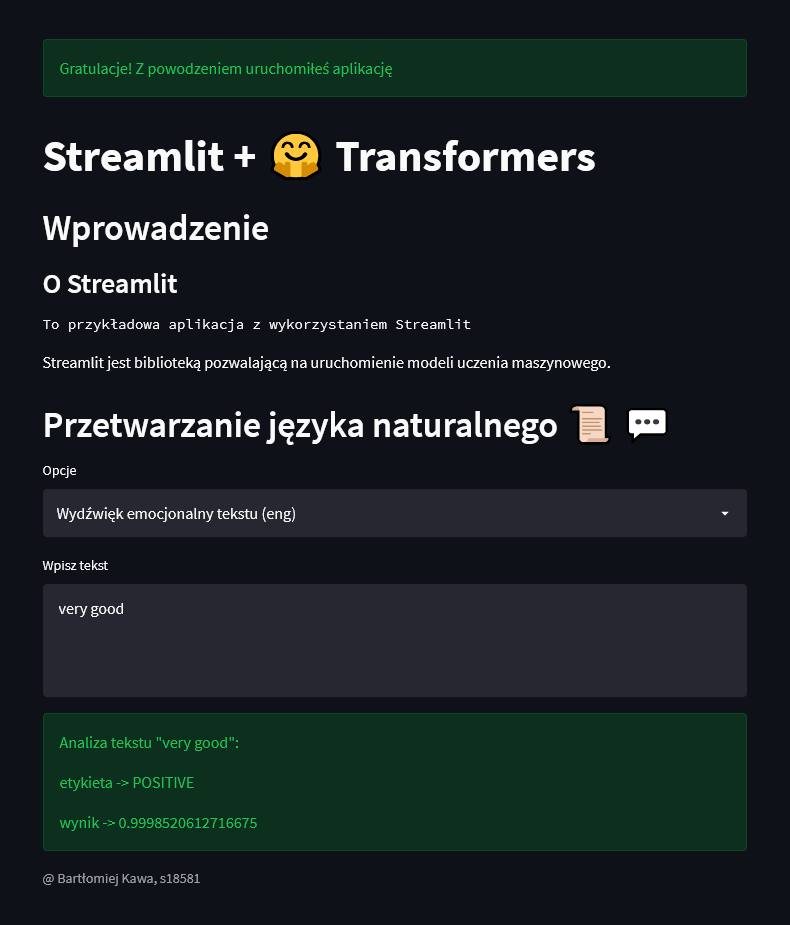 Gratulacje! Z powodzeniem uruchomiłeś aplikację
Streamlit + 🤗 Transformers
Wprowadzenie
O Streamlit
To przykładowa aplikacja z wykorzystaniem Streamlit
Streamlit jest biblioteką pozwalającą na uruchomienie modeli uczenia maszynowego.
Przetwarzanie języka naturalnego 📜 💬
Opcje
Wydźwięk emocjonalny tekstu (eng)
Wpisz tekst
very good
Analiza tekstu "very good":
etykieta -> POSITIVE
wynik -> 0.9998520612716675
@ Bartłomiej Kawa, s18581